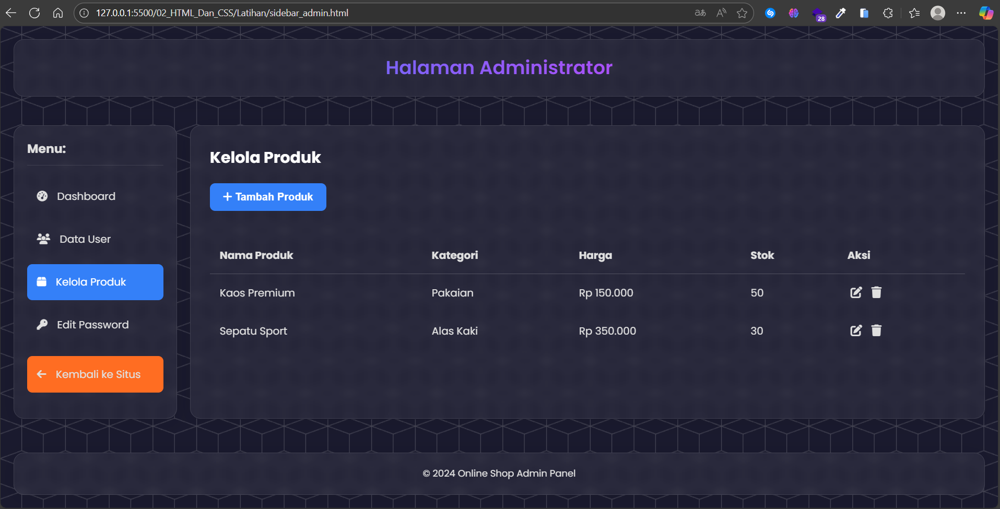 127.0.0.1:5500/02_HTML_Dan_CSS/Latihan/sidebar_admin.html
28
Halaman Administrator
Menu:
Dashboard
Data User
Kelola Produk
Edit Password
Kembali ke Situs
Kelola Produk
+ Tambah Produk
Nama Produk Kategori Harga Stok Aksi
Kaos Premium Pakaian Rp 150.000 50
Sepatu Sport Alas Kaki Rp 350.000 30
© 2024 Online Shop Admin Panel